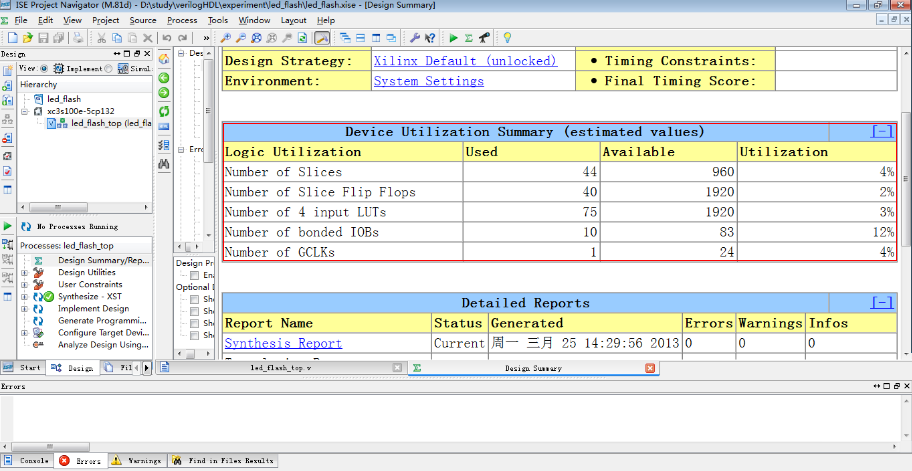 ISE Project Navigator (M.81d) - D:\study\verilogHDL\experiment\led_flash\led_flash.xise - [Design Summary]
File Edit View Project Source Process Tools Window Layout Help
Design
View: Implement Simul
Hierarchy
led_flash
xc3s100e-5cp132
led_flash_top (led_fla
No Processes Running
Processes: led_flash_top
Design Summary/Rep...
Design Utilities
User Constraints
Synthesize - XST
Implement Design
Generate Programmi...
Configure Target Devi...
Analyze Design Using...
Start Design Fil
Des
Erro
Design Pr
Ena
Optional D
Sho
Sho
Sho
Sho
Design Strategy: Xilinx Default (unlocked) • Timing Constraints:
Environment: System Settings • Final Timing Score:
Device Utilization Summary (estimated values) [-]
Logic Utilization Used Available Utilization
Number of Slices 44 960 4%
Number of Slice Flip Flops 40 1920 2%
Number of 4 input LUTs 75 1920 3%
Number of bonded IOBs 10 83 12%
Number of GCLKs 1 24 4%
Detailed Reports [-]
Report Name Status Generated Errors Warnings Infos
Synthesis Report Current 周一 三月 25 14:29:56 2013 0 0 0
led_flash_top.v Design Summary
Errors
Console Errors Warnings Find in Files Results